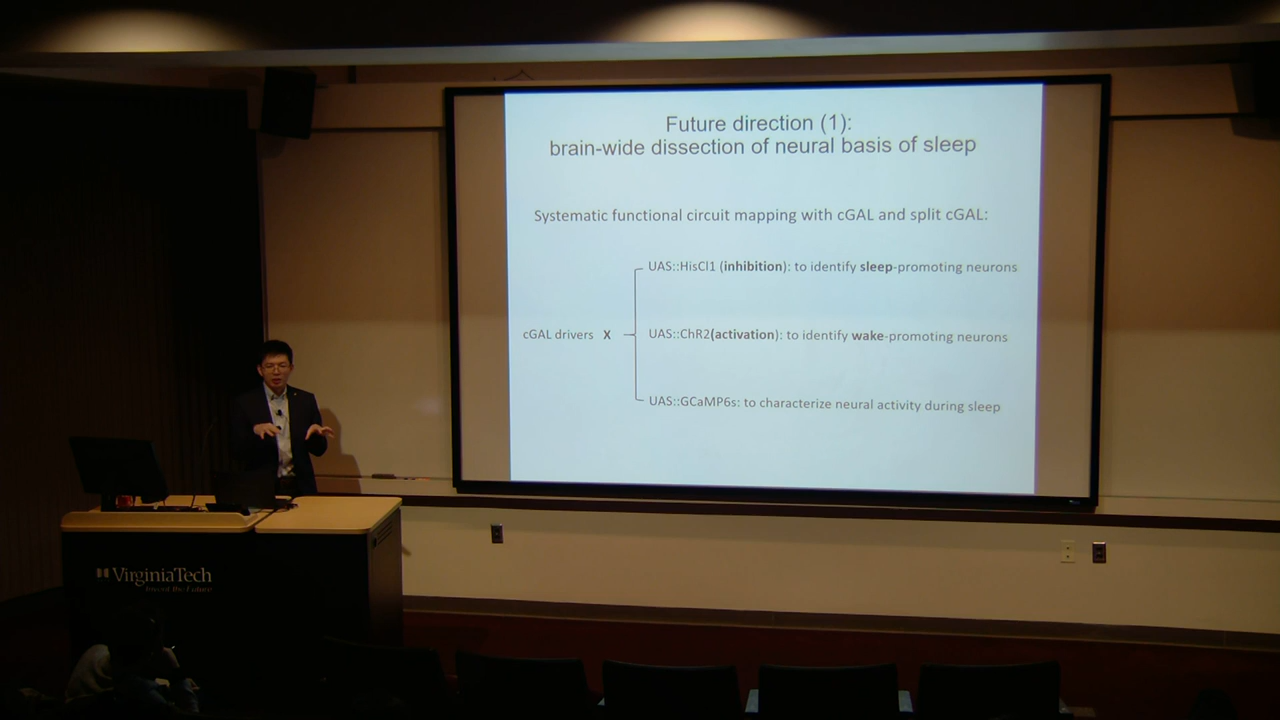 Future direction (1):
brain-wide dissection of neural basis of sleep
Systematic functional circuit mapping with cGAL and split cGAL:
UAS::HisCl1 (inhibition): to identify sleep-promoting neurons
cGAL drivers X
UAS::ChR2(activation): to identify wake-promoting neurons
UAS::GCaMP6s: to characterize neural activity during sleep
VirginiaTech